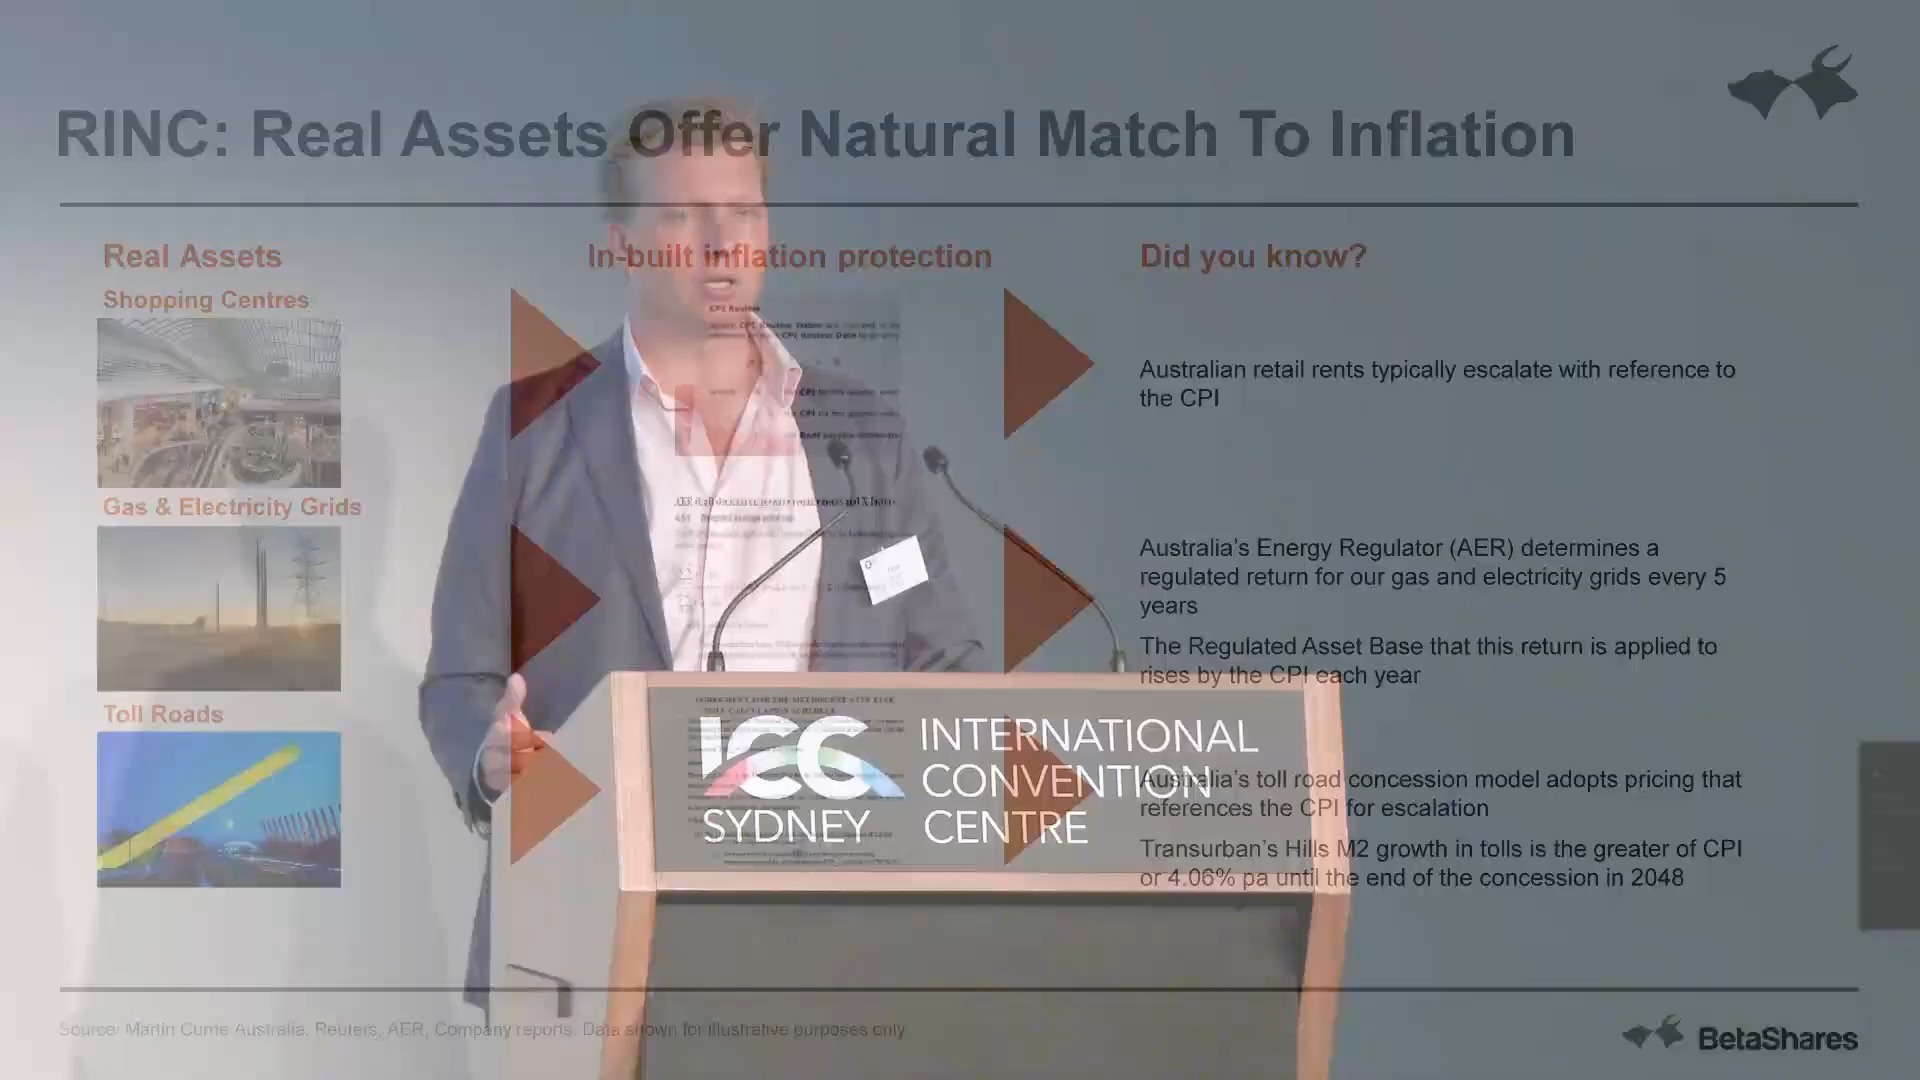 RINC: Real Assets Offer Natural Match To Inflation
Real Assets
In-built inflation protection
Did you know?
Shopping Centres
CPI Review
Australian retail rents typically escalate with reference to
the CPI
Gas & Electricity Grids
Australia's Energy Regulator (AER) determines a
regulated return for our gas and electricity grids every 5
years
The Regulated Asset Base that this return is applied to
rises by the CPI each year
Toll Roads
ICC
SYDNEY
INTERNATIONAL
CONVENTION
CENTRE
Australia's toll road concession model adopts pricing that
references the CPI for escalation
Transurban's Hills M2 growth in tolls is the greater of CPI
or 4.06% pa until the end of the concession in 2048
Source: Martin Currie Australia, Reuters, AER, Company reports. Data shown for illustrative purposes only
BetaShares